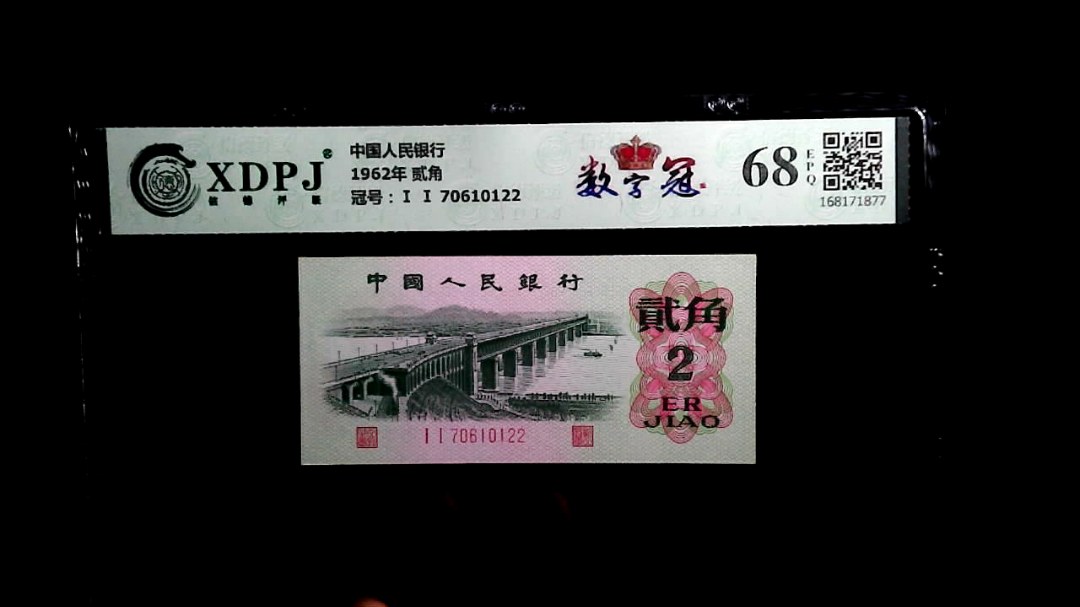 XDPJ
中国人民银行
1962年 贰角
冠号：I I 70610122
数字冠
68
EPQ
168171877
中國人民銀行
貳角
2
ER
JIAO
I I 70610122